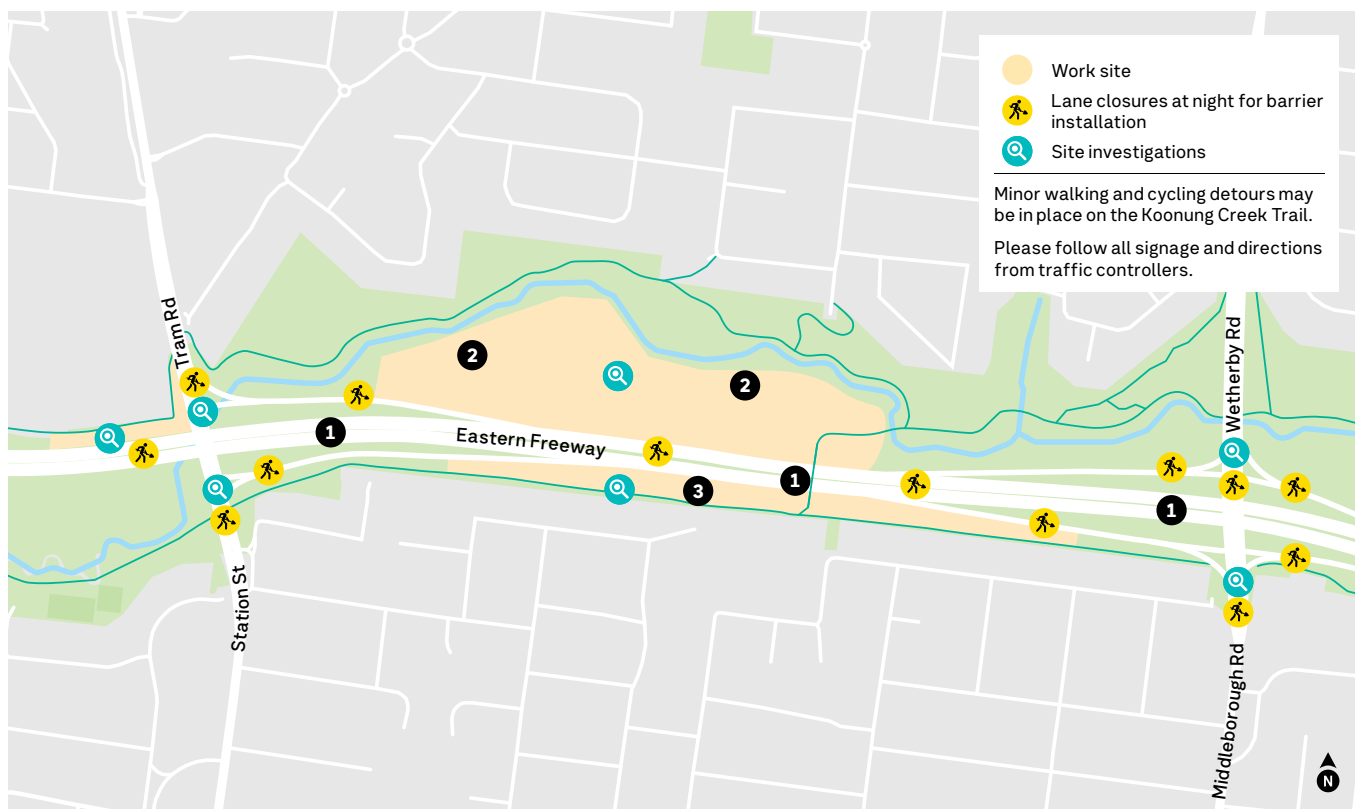 Work site
Lane closures at night for barrier
installation
Site investigations
Minor walking and cycling detours may
be in place on the Koonung Creek Trail.
Please follow all signage and directions
from traffic controllers.
Tram Rd
Wetherby Rd
2
2
1
Eastern Freeway
1
3
1
Station St
Middleborough Rd
N